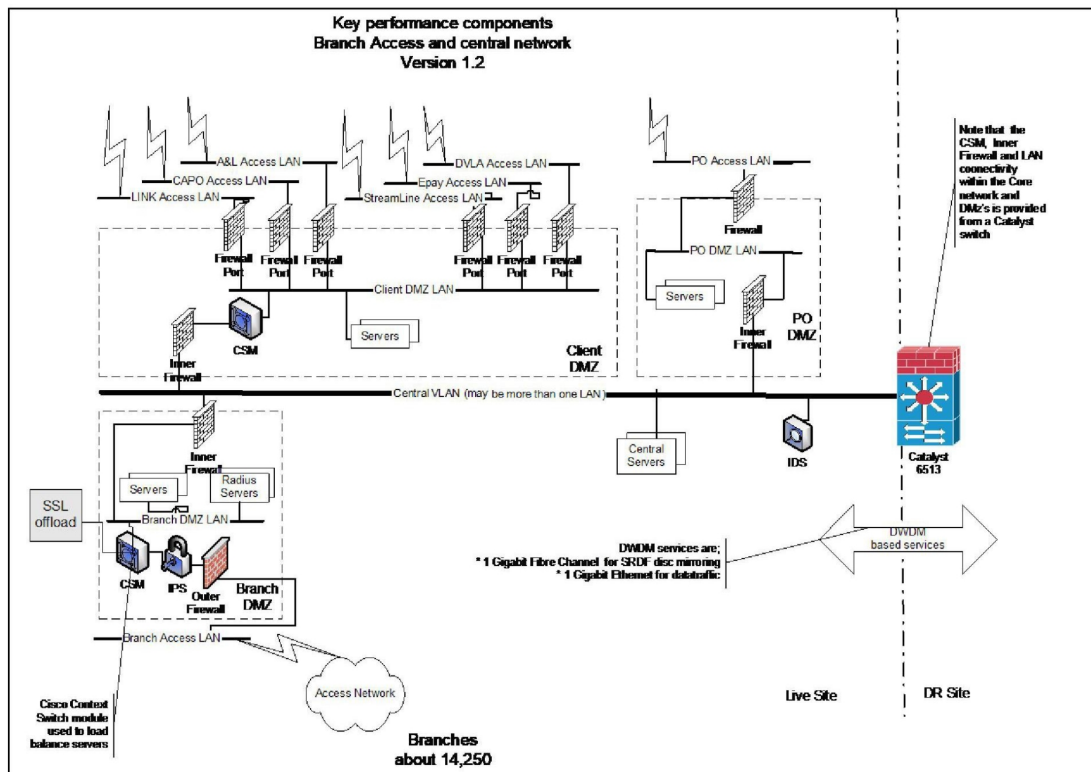 Key performance components
Branch Access and central network
Version 1.2
A&L Access LAN
CAPO Access LAN
LINK Access LAN
DVLA Access LAN
Epay Access LAN
StreamLine Access LAN
PO Access LAN
Note that the
CSM, Inner
Firewall and LAN
connectivity
within the Core
network and
DMz's is provided
from a Catalyst
switch
Firewall
Port
Firewall
Port
Firewall
Port
Firewall
Port
Firewall
Port
Firewall
Port
Firewall
PO DMZ LAN
Client DMZ LAN
Servers
Inner
Firewall
PO
DMZ
CSM
Servers
Inner
Firewall
Client
DMZ
Central VLAN (may be more than one LAN)
Inner
Firewall
Central
Servers
IDS
Catalyst
6513
Servers
Radius
Servers
SSL
offload
Branch DMZ LAN
CSM
IPS
Outer
Firewall
Branch
DMZ
DWDM
based services
DWDM services are;
* 1 Gigabit Fibre Channel for SRDF disc mirroring
* 1 Gigabit Ethernet for datatraffic
Branch Access LAN
Access Network
Cisco Context
Switch module
used to load
balance servers
Live Site
DR Site
Branches
about 14,250